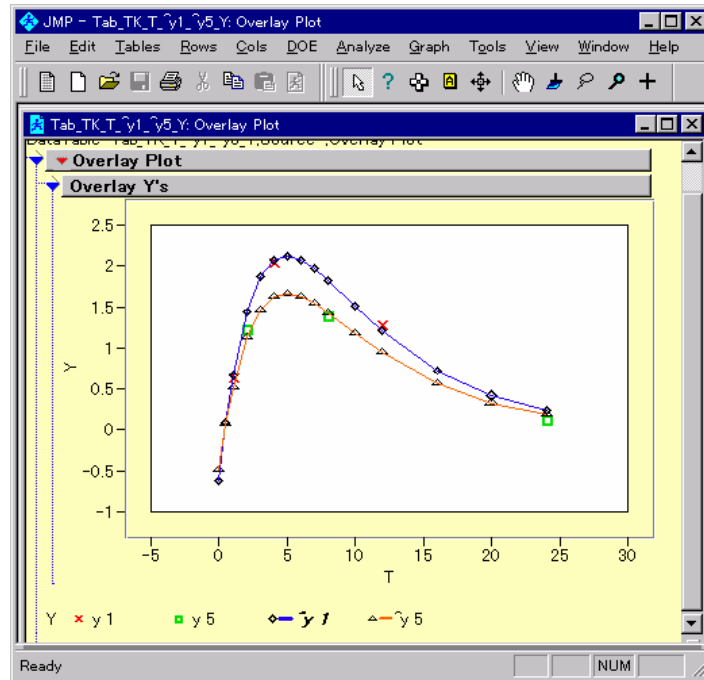 JMP - Tab_TK_T_^y1_^y5_Y: Overlay Plot
File Edit Tables Rows Cols DOE Analyze Graph Tools View Window Help
Tab_TK_T_^y1_^y5_Y: Overlay Plot
Overlay Plot
Overlay Y's
2.5
2
1.5
1
0.5
0
-0.5
-1
Y
-5 0 5 10 15 20 25 30
T
Y y 1 y 5 ^y 1 ^y 5
Ready NUM